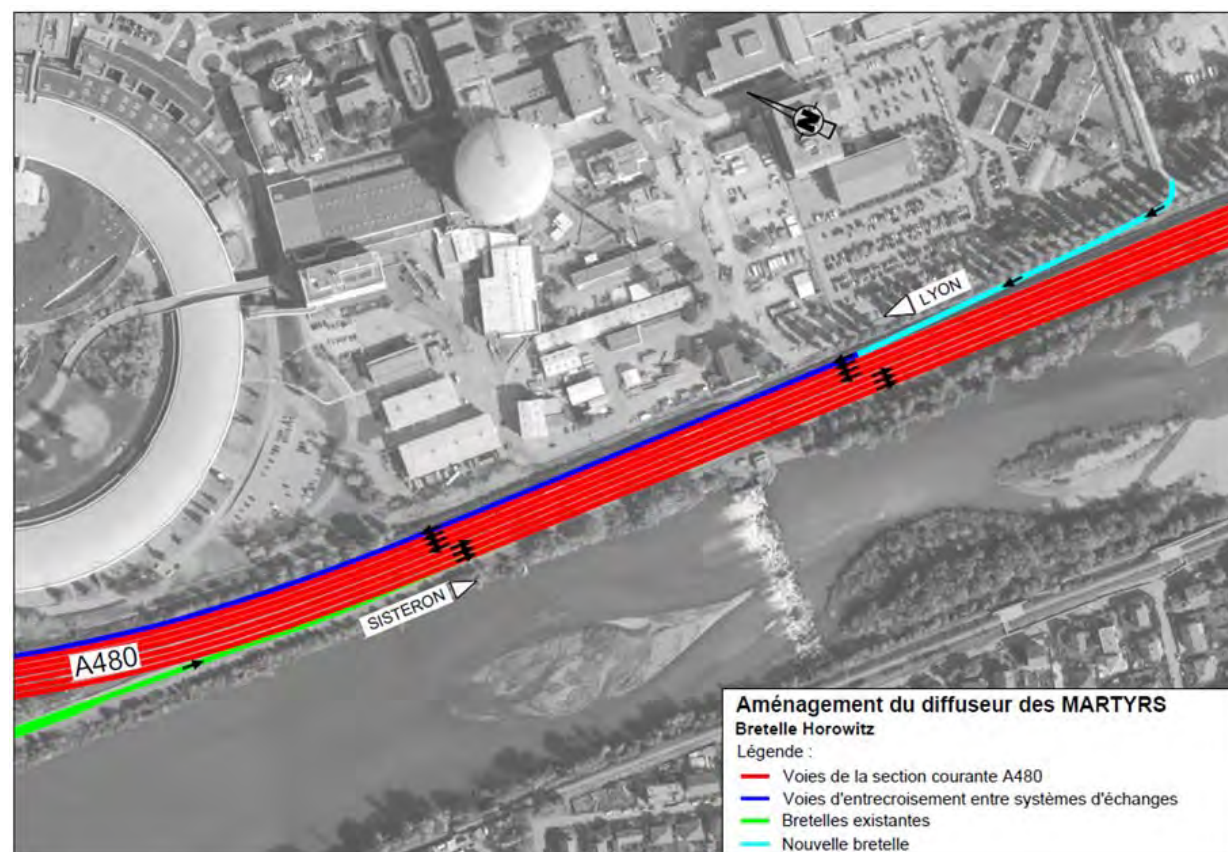 N
LYON
SISTERON
A480
Aménagement du diffuseur des MARTYRS
Bretelle Horowitz
Légende :
Voies de la section courante A480
Voies d'entrecroisement entre systèmes d'échanges
Bretelles existantes
Nouvelle bretelle